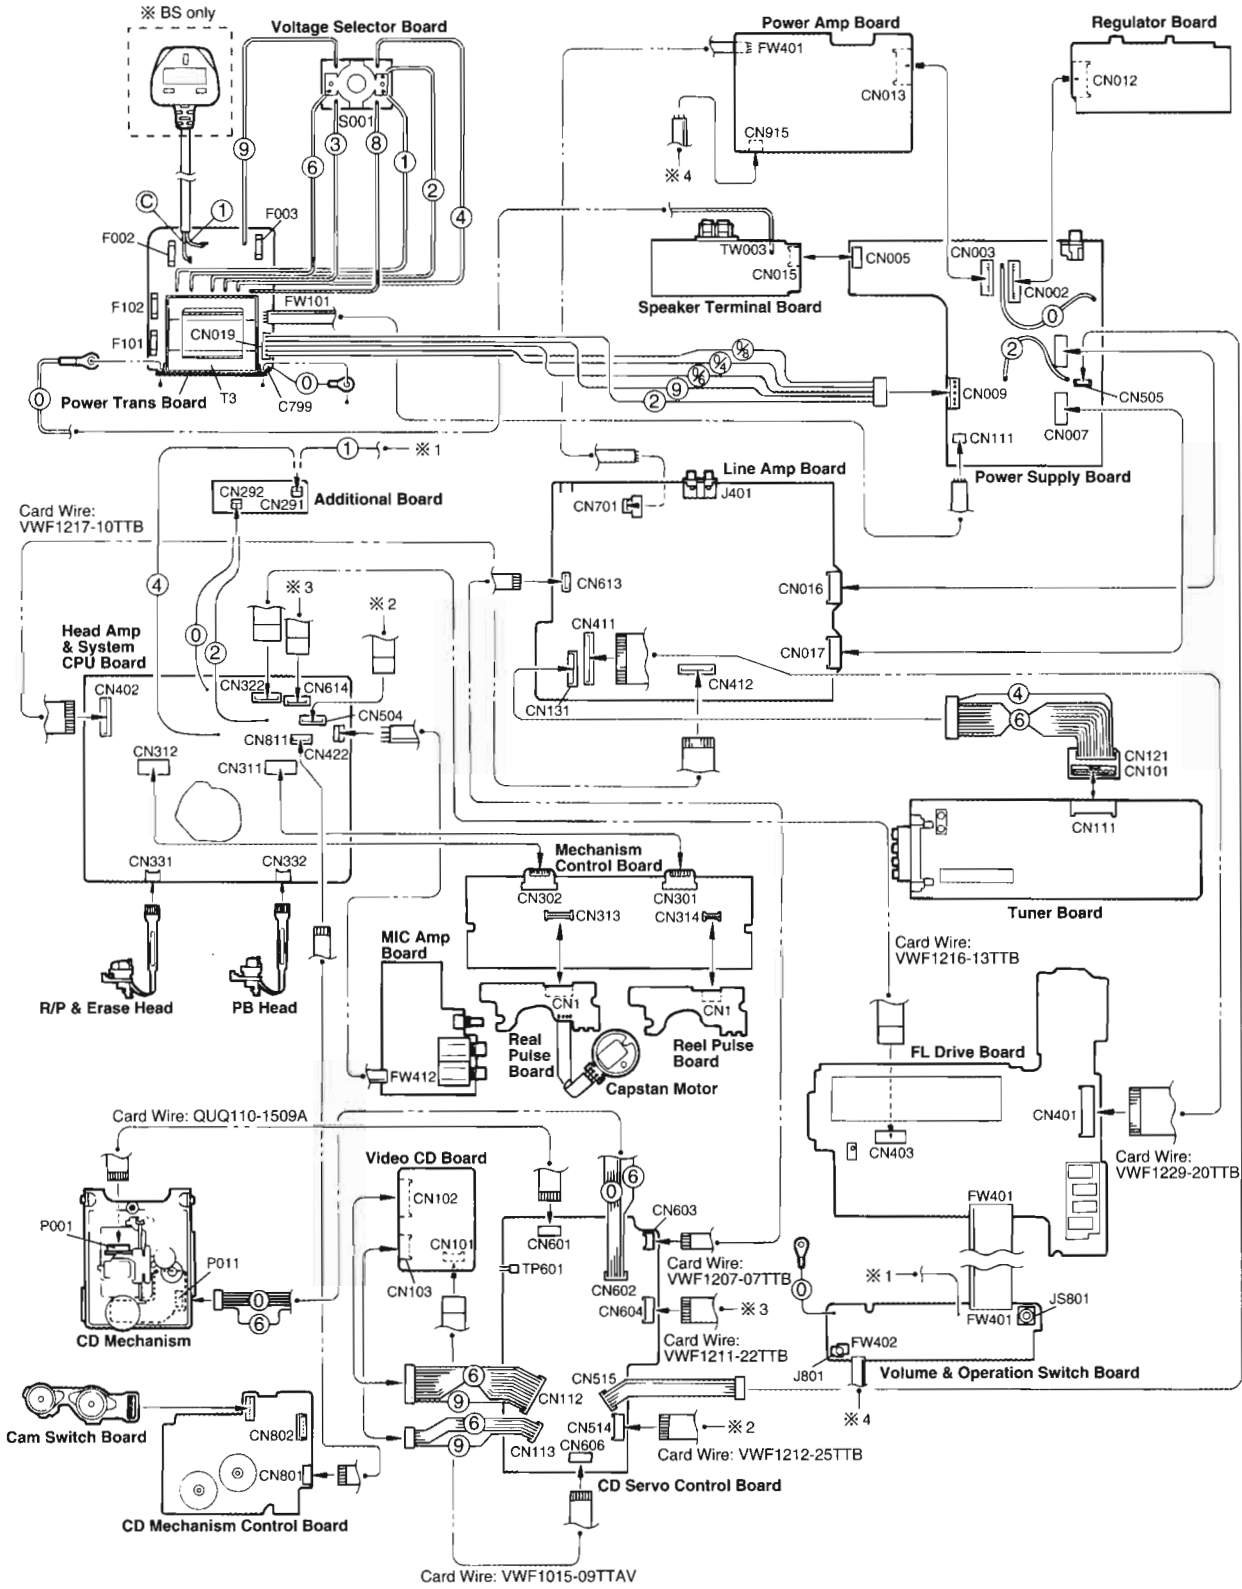 ※ BS only
Voltage Selector Board
S001
9
6
3
8
1
2
4
C
1
F002
F003
F102
F101
CN019
FW101
T3
C799
0
0
Power Trans Board
Power Amp Board
FW401
CN013
CN915
※ 4
Regulator Board
CN012
TW003
CN015
Speaker Terminal Board
CN005
CN003
CN002
0
2
CN505
CN009
CN007
CN111
Power Supply Board
0/8
0/4
0/6
9
2
1
※ 1
CN292
CN291
Additional Board
Card Wire:
VWF1217-10TTB
4
0
2
※ 3
※ 2
Head Amp
& System
CPU Board
CN402
CN322
CN614
CN504
CN811
CN422
CN312
CN311
CN331
CN332
R/P & Erase Head
PB Head
Line Amp Board
CN701
J401
CN613
CN016
CN411
CN017
CN412
CN131
4
6
CN121
CN101
CN111
Tuner Board
Mechanism
Control Board
CN302
CN301
CN313
CN314
MIC Amp
Board
FW412
CN1
CN1
Real
Pulse
Board
Reel Pulse
Board
Capstan Motor
Card Wire:
VWF1216-13TTB
FL Drive Board
CN401
CN403
Card Wire:
VWF1229-20TTB
FW401
Card Wire: QUQ110-1509A
P001
P011
0
6
CD Mechanism
Video CD Board
CN102
CN101
CN103
CN601
TP601
0
6
CN602
CN603
Card Wire:
VWF1207-07TTB
CN604
※ 3
Card Wire:
VWF1211-22TTB
6
9
CN112
6
9
CN113
CN515
CN514
※ 2
CN606
Card Wire: VWF1212-25TTB
CD Servo Control Board
0
※ 1
JS801
FW401
FW402
J801
Volume & Operation Switch Board
※ 4
Cam Switch Board
CN802
CN801
CD Mechanism Control Board
Card Wire: VWF1015-09TTAV